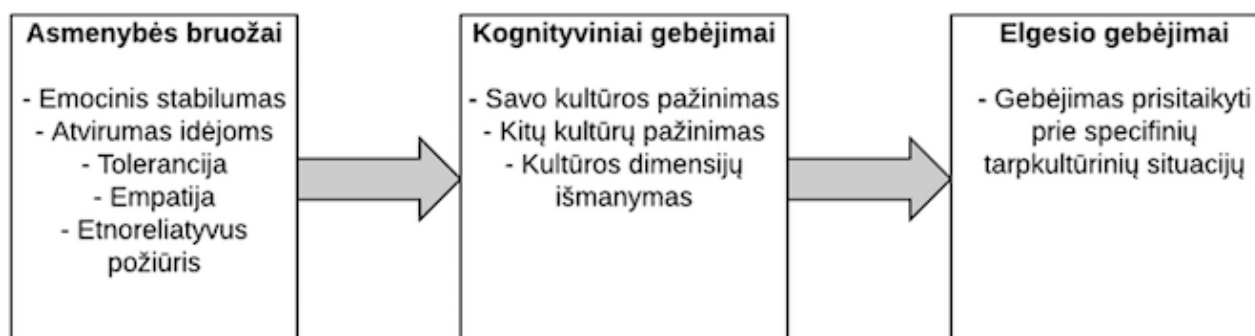 Asmenybės bruožai
- Emocinis stabilumas
- Atvirumas idėjoms
- Tolerancija
- Empatija
- Etnoreliatyvus
požiūris
Kognityviniai gebėjimai
- Savo kultūros pažinimas
- Kitų kultūrų pažinimas
- Kultūros dimensijų
išmanymas
Elgesio gebėjimai
- Gebėjimas prisitaikyti
prie specifinių
tarpkultūrinių situacijų